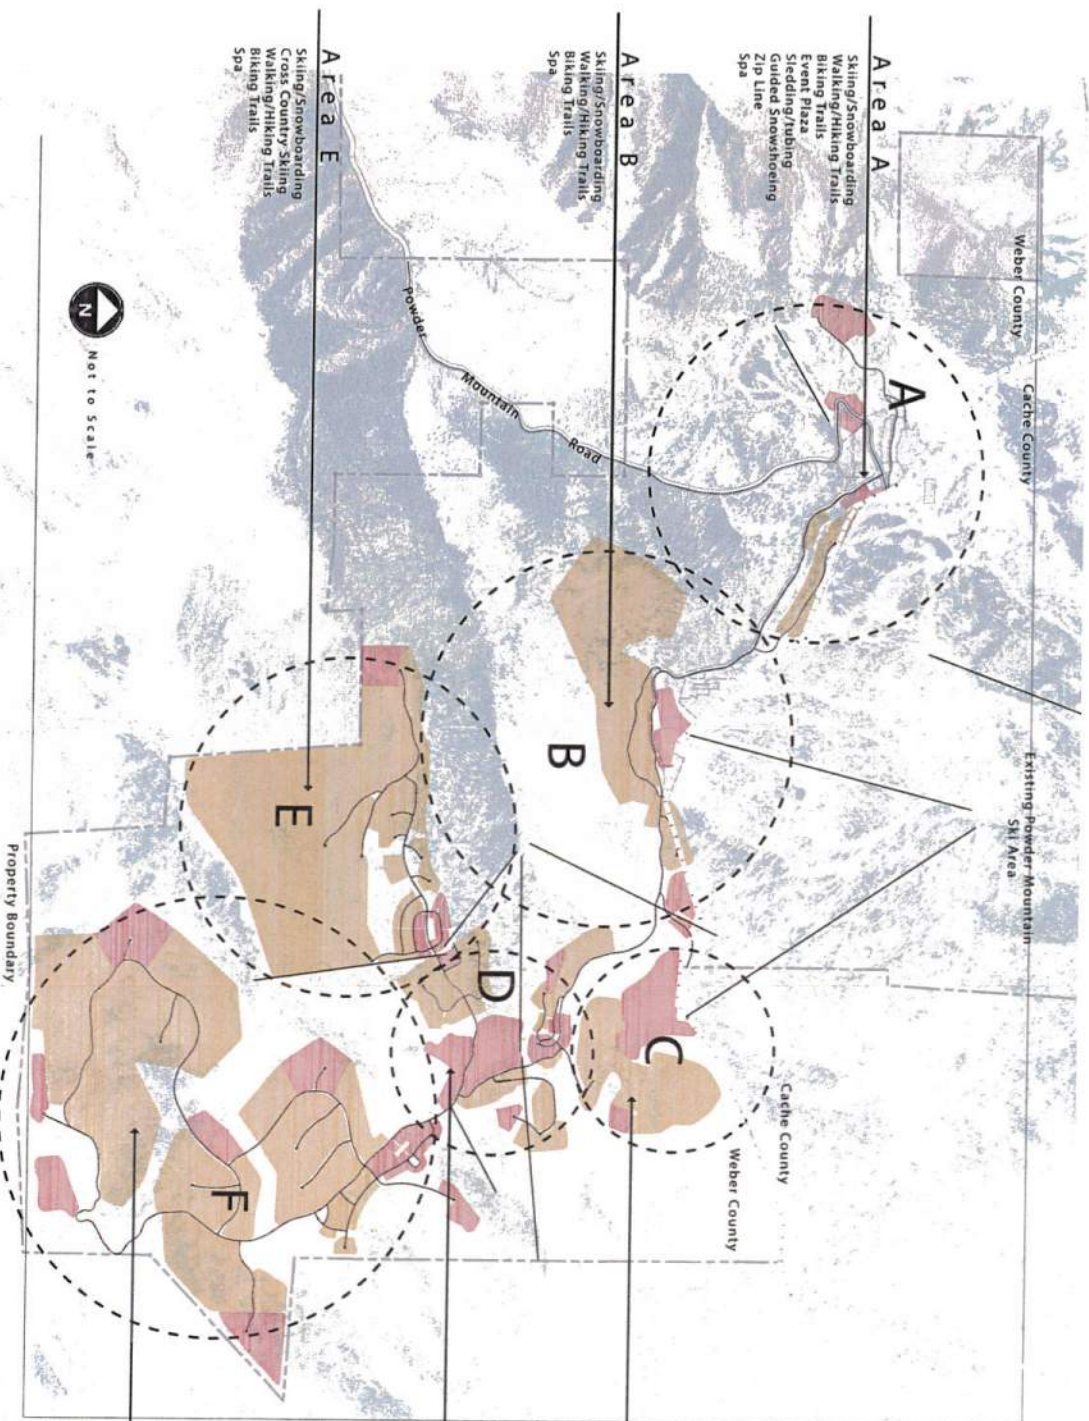 Area A
Skiing/Snowboarding
Walking/Hiking Trails
Biking Trails
Event Plaza
Sledding/tubing
Guided Snowshoeing
Zip Line
Spa
Area B
Skiing/Snowboarding
Walking/Hiking Trails
Biking Trails
Spa
Area E
Skiing/Snowboarding
Cross Country Skiing
Walking/Hiking Trails
Biking Trails
Spa
Weber County
Cache County
Existing Powder Mountain
Ski Area
Cache County
Weber County
Powder Mountain Road
A
B
C
D
E
F
N
Not to Scale
Property Boundary